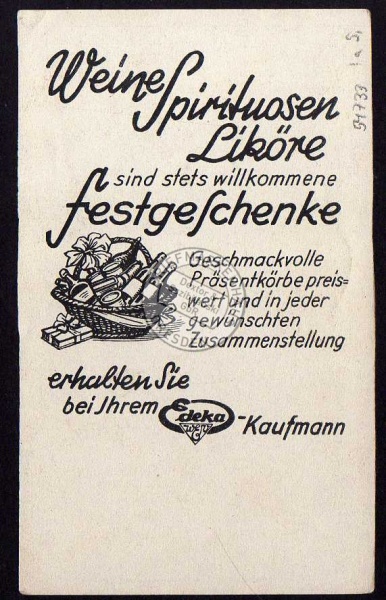 Weine Spirituosen
Liköre
sind stets willkommene
Festgeschenke
Geschmackvolle
Präsentkörbe preis=
wert und in jeder
gewünschten
Zusammenstellung
erhalten Sie
bei Ihrem Edeka-Kaufmann
94733